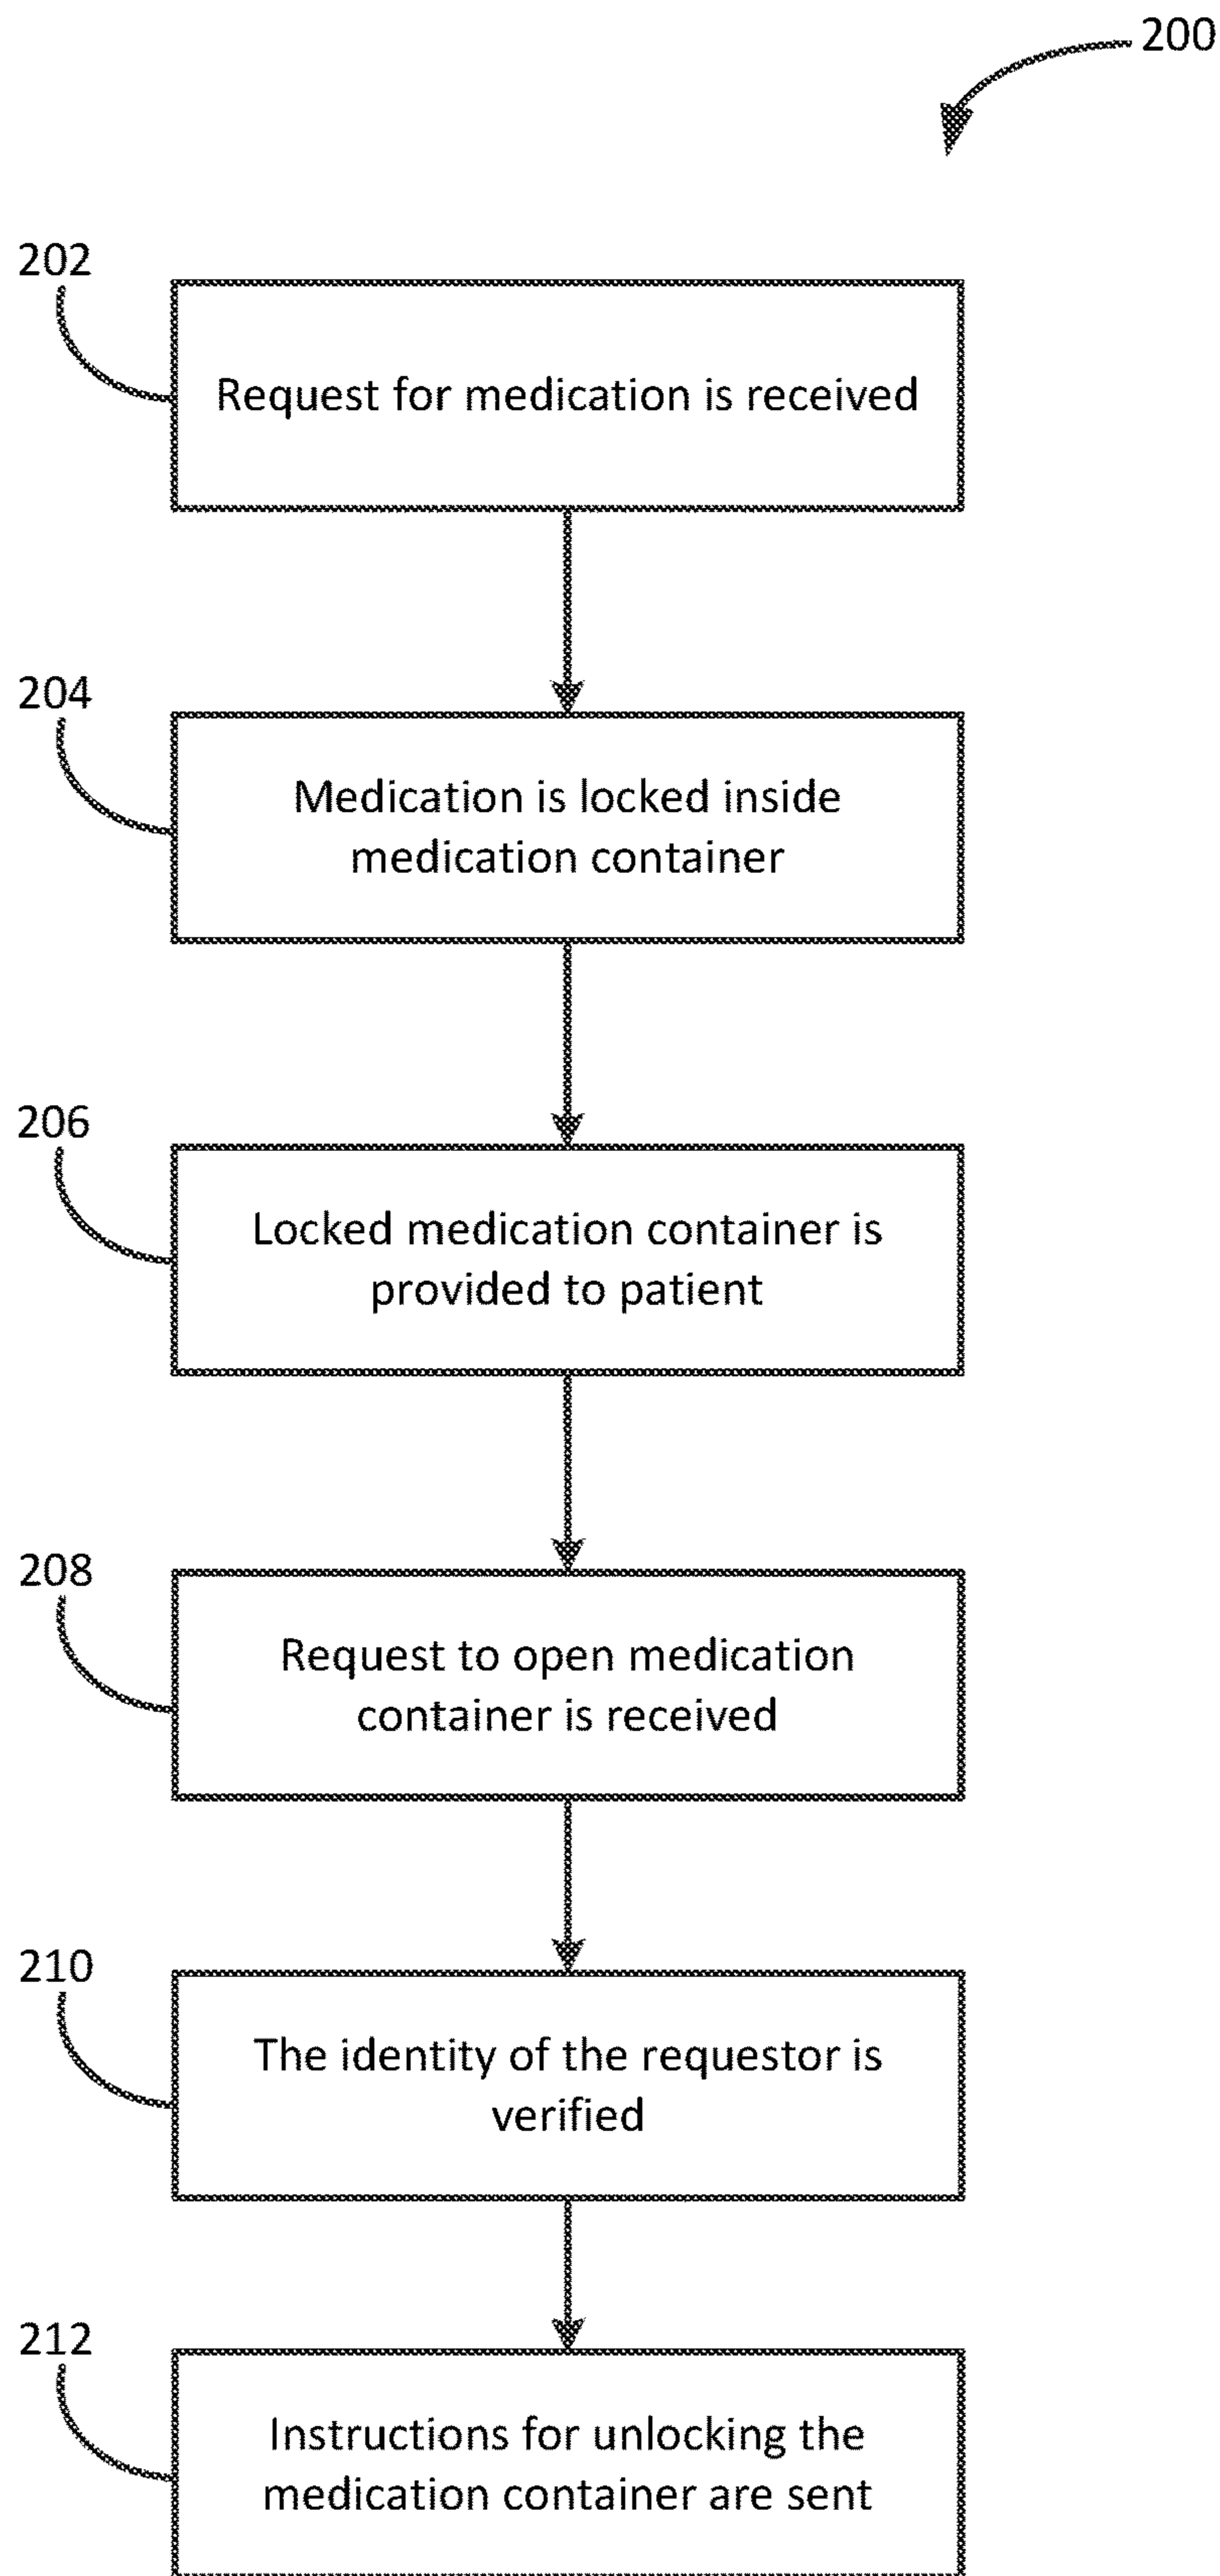 200
202
Request for medication is received
204
Medication is locked inside
medication container
206
Locked medication container is
provided to patient
208
Request to open medication
container is received
210
The identity of the requestor is
verified
212
Instructions for unlocking the
medication container are sent